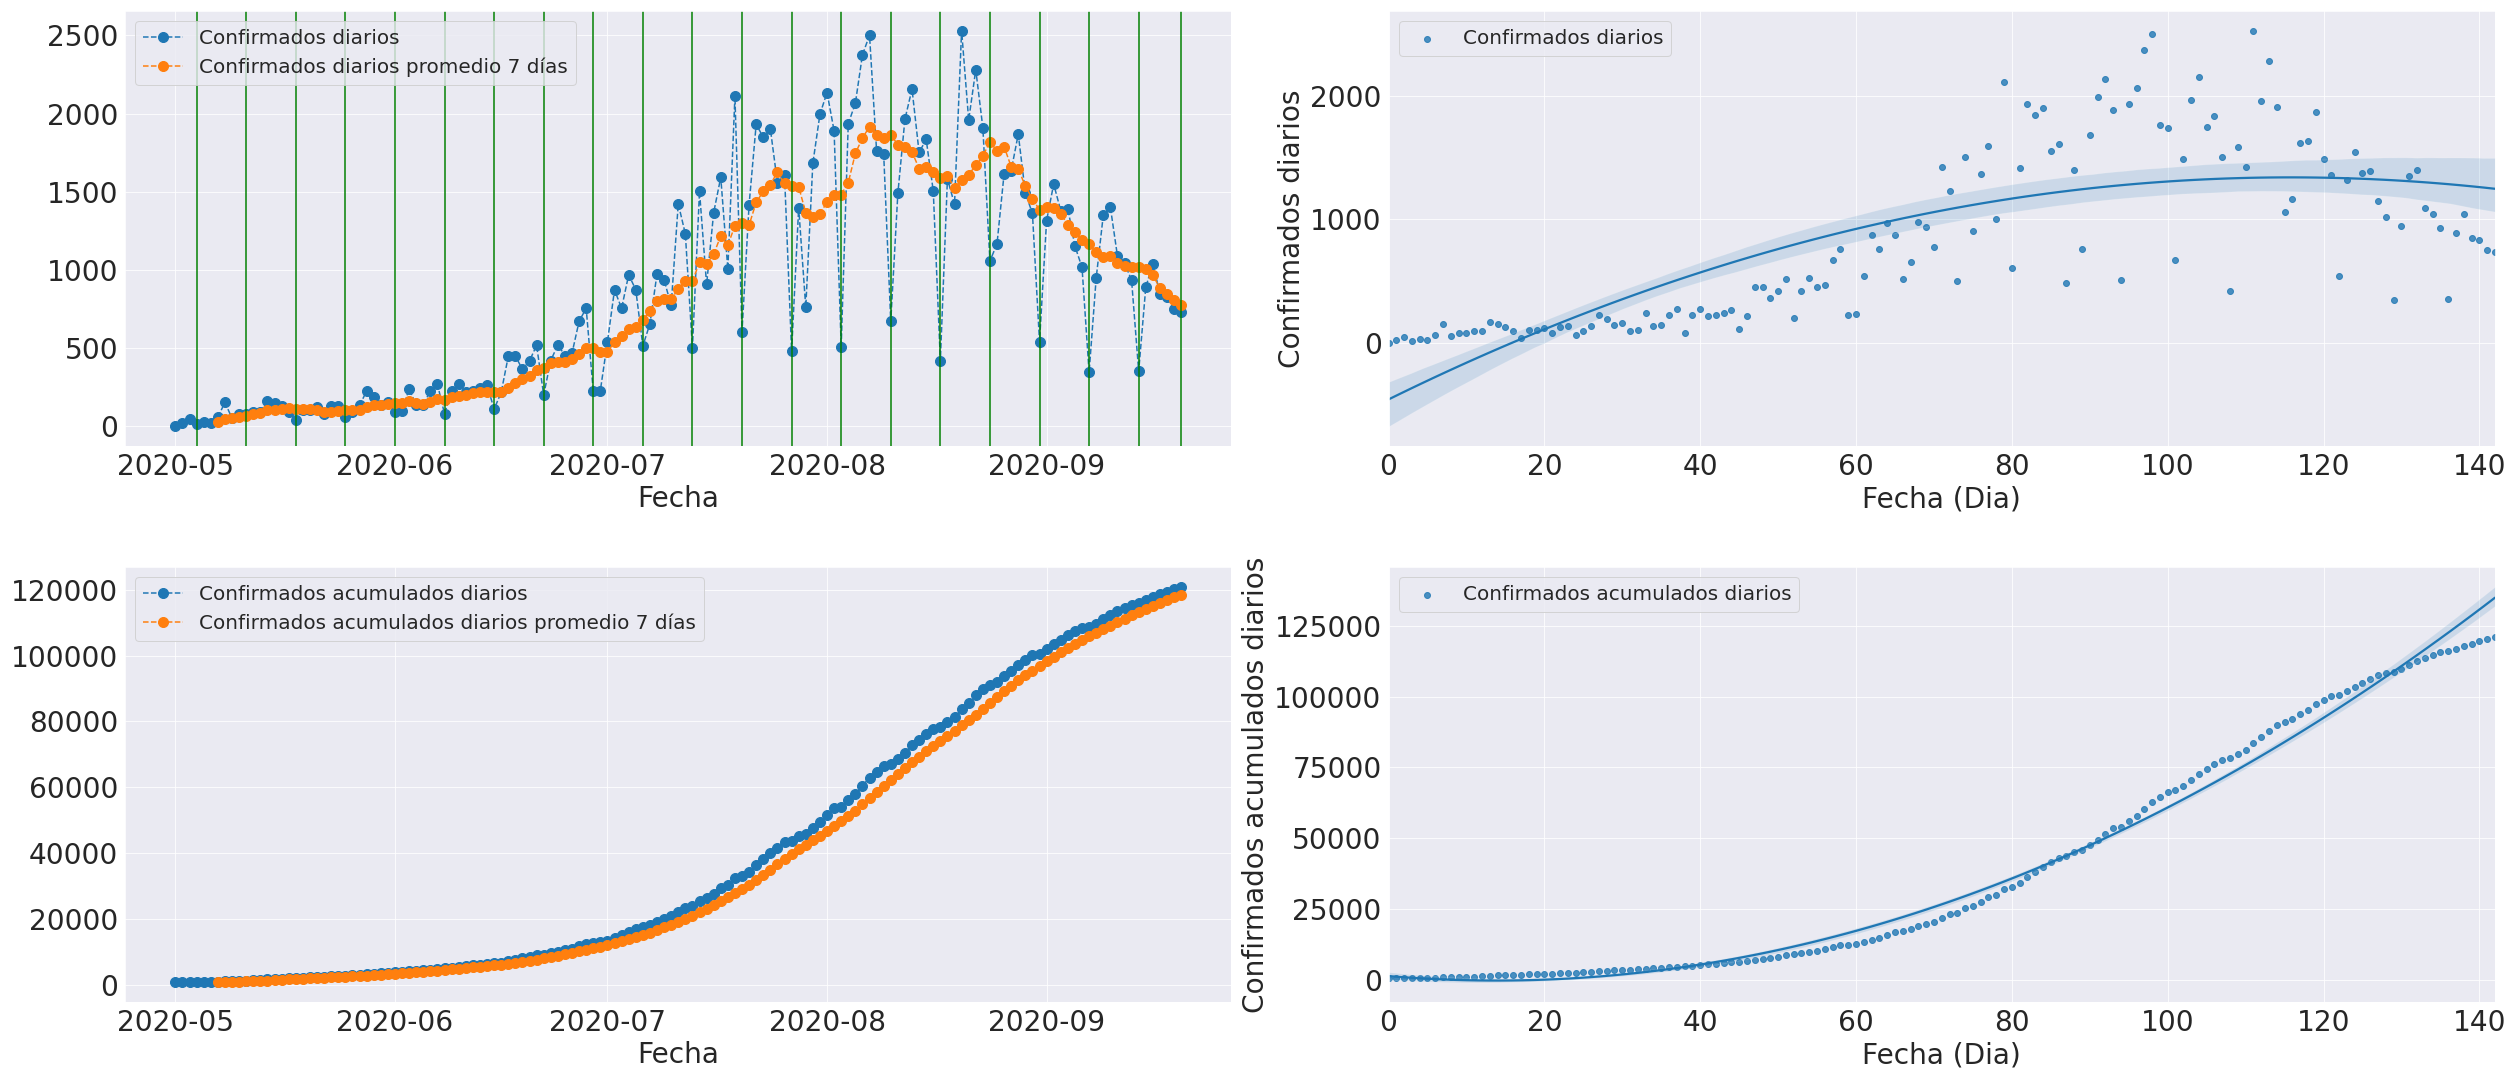 Confirmados diarios
Confirmados diarios promedio 7 días
2500
2000
1500
1000
500
0
2020-05 2020-06 2020-07 2020-08 2020-09
Fecha
Confirmados diarios
Confirmados diarios
2000
1000
0
0 20 40 60 80 100 120 140
Fecha (Dia)
Confirmados acumulados diarios
Confirmados acumulados diarios promedio 7 días
120000
100000
80000
60000
40000
20000
0
2020-05 2020-06 2020-07 2020-08 2020-09
Fecha
Confirmados acumulados diarios
Confirmados acumulados diarios
125000
100000
75000
50000
25000
0
0 20 40 60 80 100 120 140
Fecha (Dia)